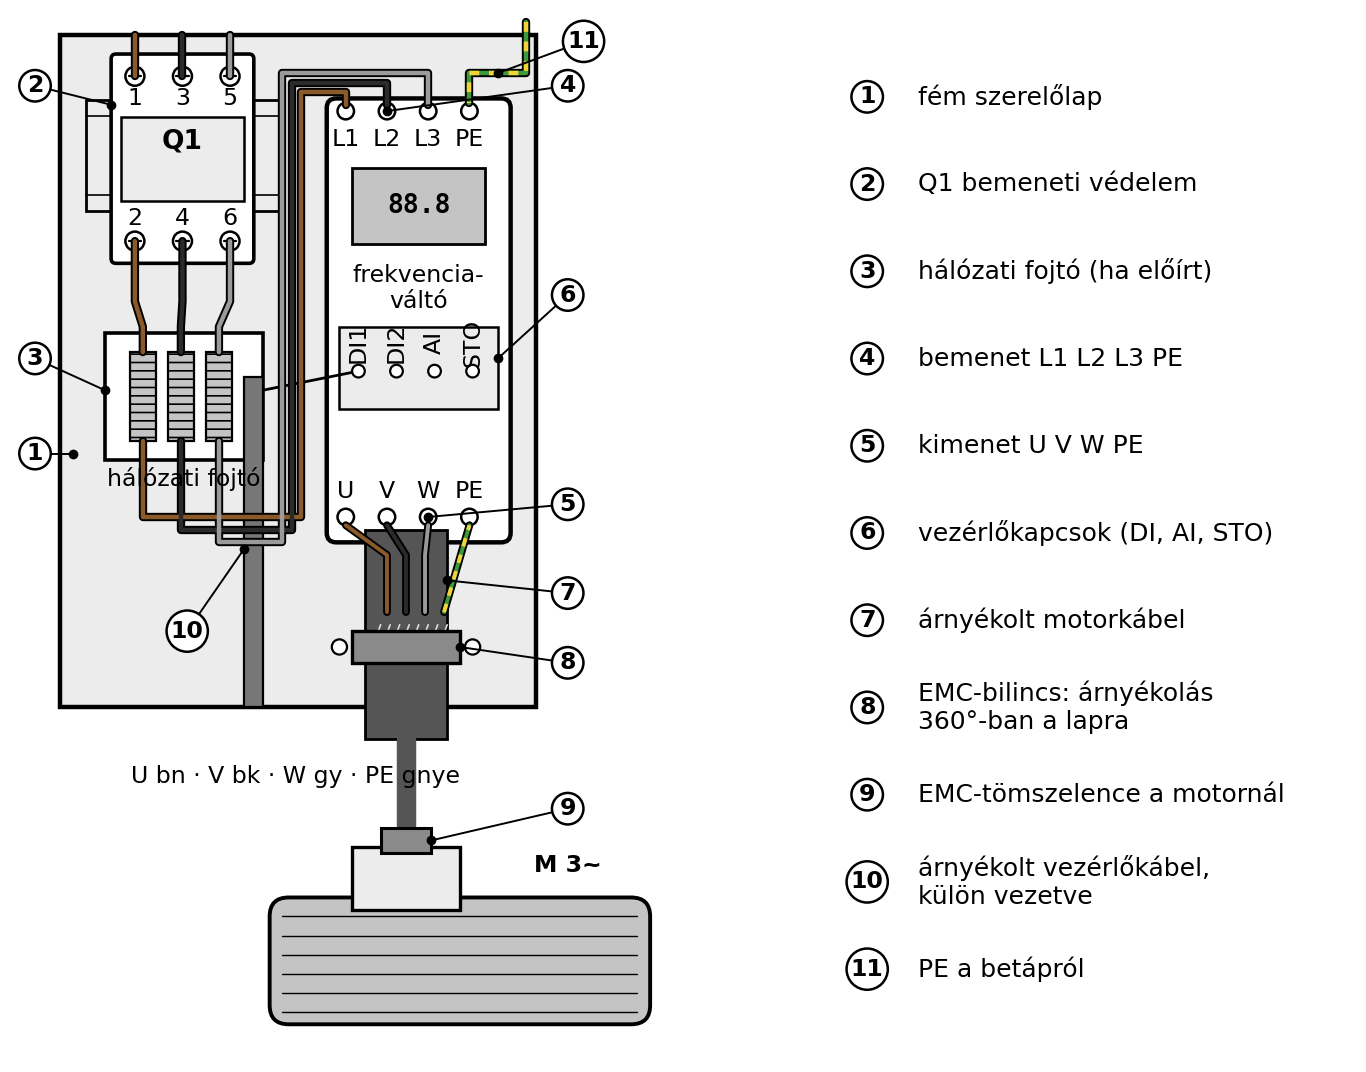 11
2
4
1 3 5
L1 L2 L3 PE
Q1
88.8
2 4 6
frekvencia-
váltó
6
DI1 DI2 AI STO
3
1
hálózati fojtó
U V W PE
5
7
10
8
U bn · V bk · W gy · PE gnye
9
M 3~
1 fém szerelőlap
2 Q1 bemeneti védelem
3 hálózati fojtó (ha előírt)
4 bemenet L1 L2 L3 PE
5 kimenet U V W PE
6 vezérlőkapcsok (DI, AI, STO)
7 árnyékolt motorkábel
8 EMC-bilincs: árnyékolás
360°-ban a lapra
9 EMC-tömszelence a motornál
10 árnyékolt vezérlőkábel,
külön vezetve
11 PE a betápról